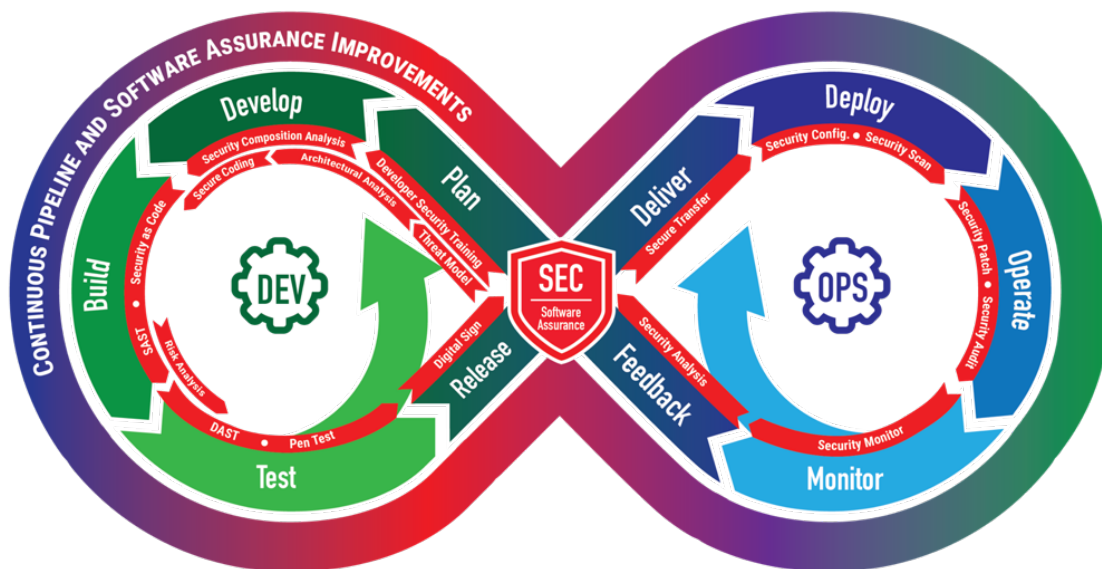 CONTINUOUS PIPELINE AND SOFTWARE ASSURANCE IMPROVEMENTS
Develop
Security Composition Analysis
Secure Coding
Architectural Analysis
Plan
Developer Security Training
Threat Model
Build
Security as Code
SAST
Risk Analysis
DEV
Test
DAST
Pen Test
Release
Digital Sign
SEC
Software
Assurance
Deliver
Secure Transfer
Deploy
Security Config. • Security Scan
Operate
Security Patch • Security Audit
OPS
Monitor
Security Monitor
Feedback
Security Analysis